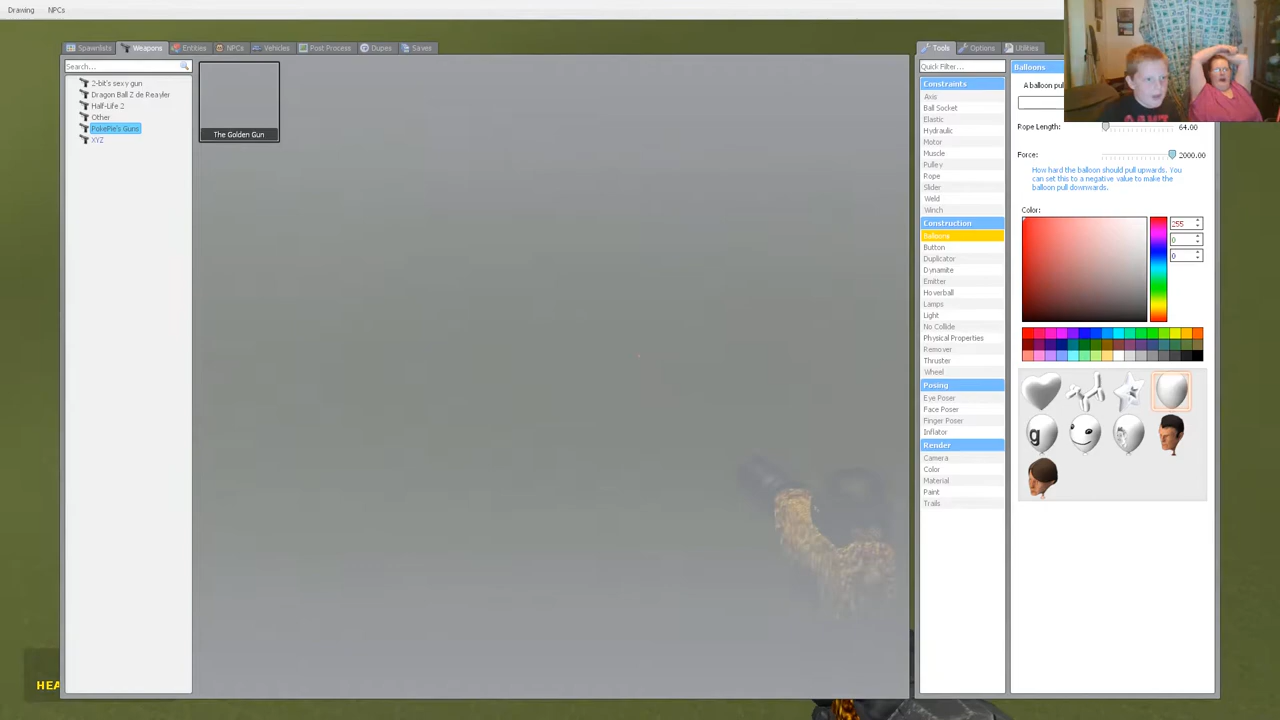 Drawing NPCs
Spawnlists Weapons Entities NPCs Vehicles Post Process Dupes Saves
Search...
2-bit's sexy gun
Dragon Ball Z de Reayler
Half-Life 2
Other
PokePie's Guns
XYZ
The Golden Gun
HEA
Tools Options Utilities
Quick Filter...
Constraints
Axis
Ball Socket
Elastic
Hydraulic
Motor
Muscle
Pulley
Rope
Slider
Weld
Winch
Construction
Balloons
Button
Duplicator
Dynamite
Emitter
Hoverball
Lamps
Light
No Collide
Physical Properties
Remover
Thruster
Wheel
Posing
Eye Poser
Face Poser
Finger Poser
Inflator
Render
Camera
Color
Material
Paint
Trails
Balloons
A balloon pul
Rope Length: 64.00
Force: 2000.00
How hard the balloon should pull upwards. You
can set this to a negative value to make the
balloon pull downwards.
Color:
255
0
0
g